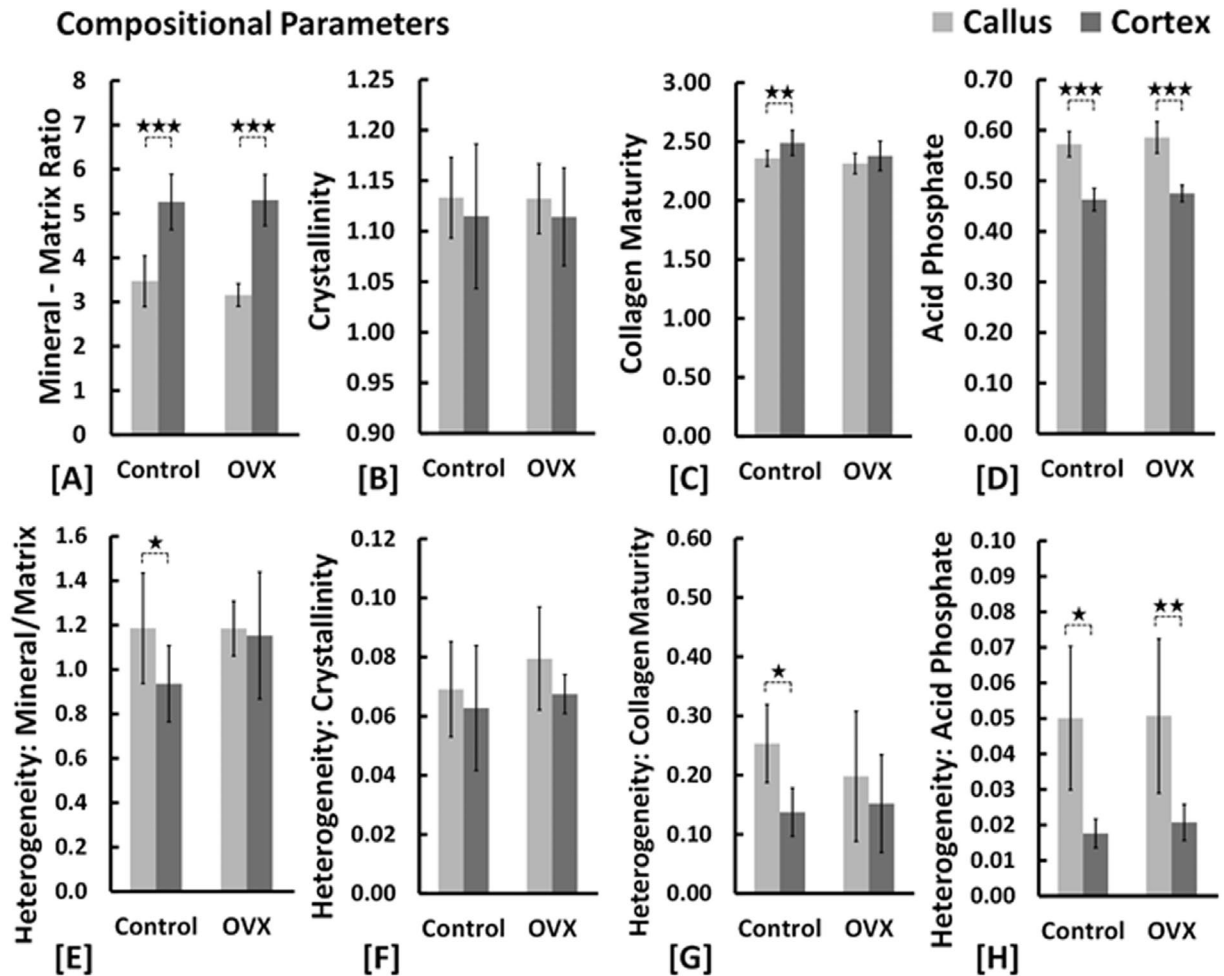 Compositional Parameters
Callus Cortex
Mineral - Matrix Ratio
8
7
6
5
4
3
2
1
0
★★★ ★★★
Control OVX
[A]
Crystallinity
1.25
1.20
1.15
1.10
1.05
1.00
0.95
0.90
Control OVX
[B]
Collagen Maturity
3.00
2.50
2.00
1.50
1.00
0.50
0.00
★★
Control OVX
[C]
Acid Phosphate
0.70
0.60
0.50
0.40
0.30
0.20
0.10
0.00
★★★ ★★★
Control OVX
[D]
Heterogeneity: Mineral/Matrix
1.6
1.4
1.2
1.0
0.8
0.6
0.4
0.2
0.0
★
Control OVX
[E]
Heterogeneity: Crystallinity
0.12
0.10
0.08
0.06
0.04
0.02
0.00
Control OVX
[F]
Heterogeneity: Collagen Maturity
0.60
0.50
0.40
0.30
0.20
0.10
0.00
★
Control OVX
[G]
Heterogeneity: Acid Phosphate
0.10
0.09
0.08
0.07
0.06
0.05
0.04
0.03
0.02
0.01
0.00
★ ★★
Control OVX
[H]